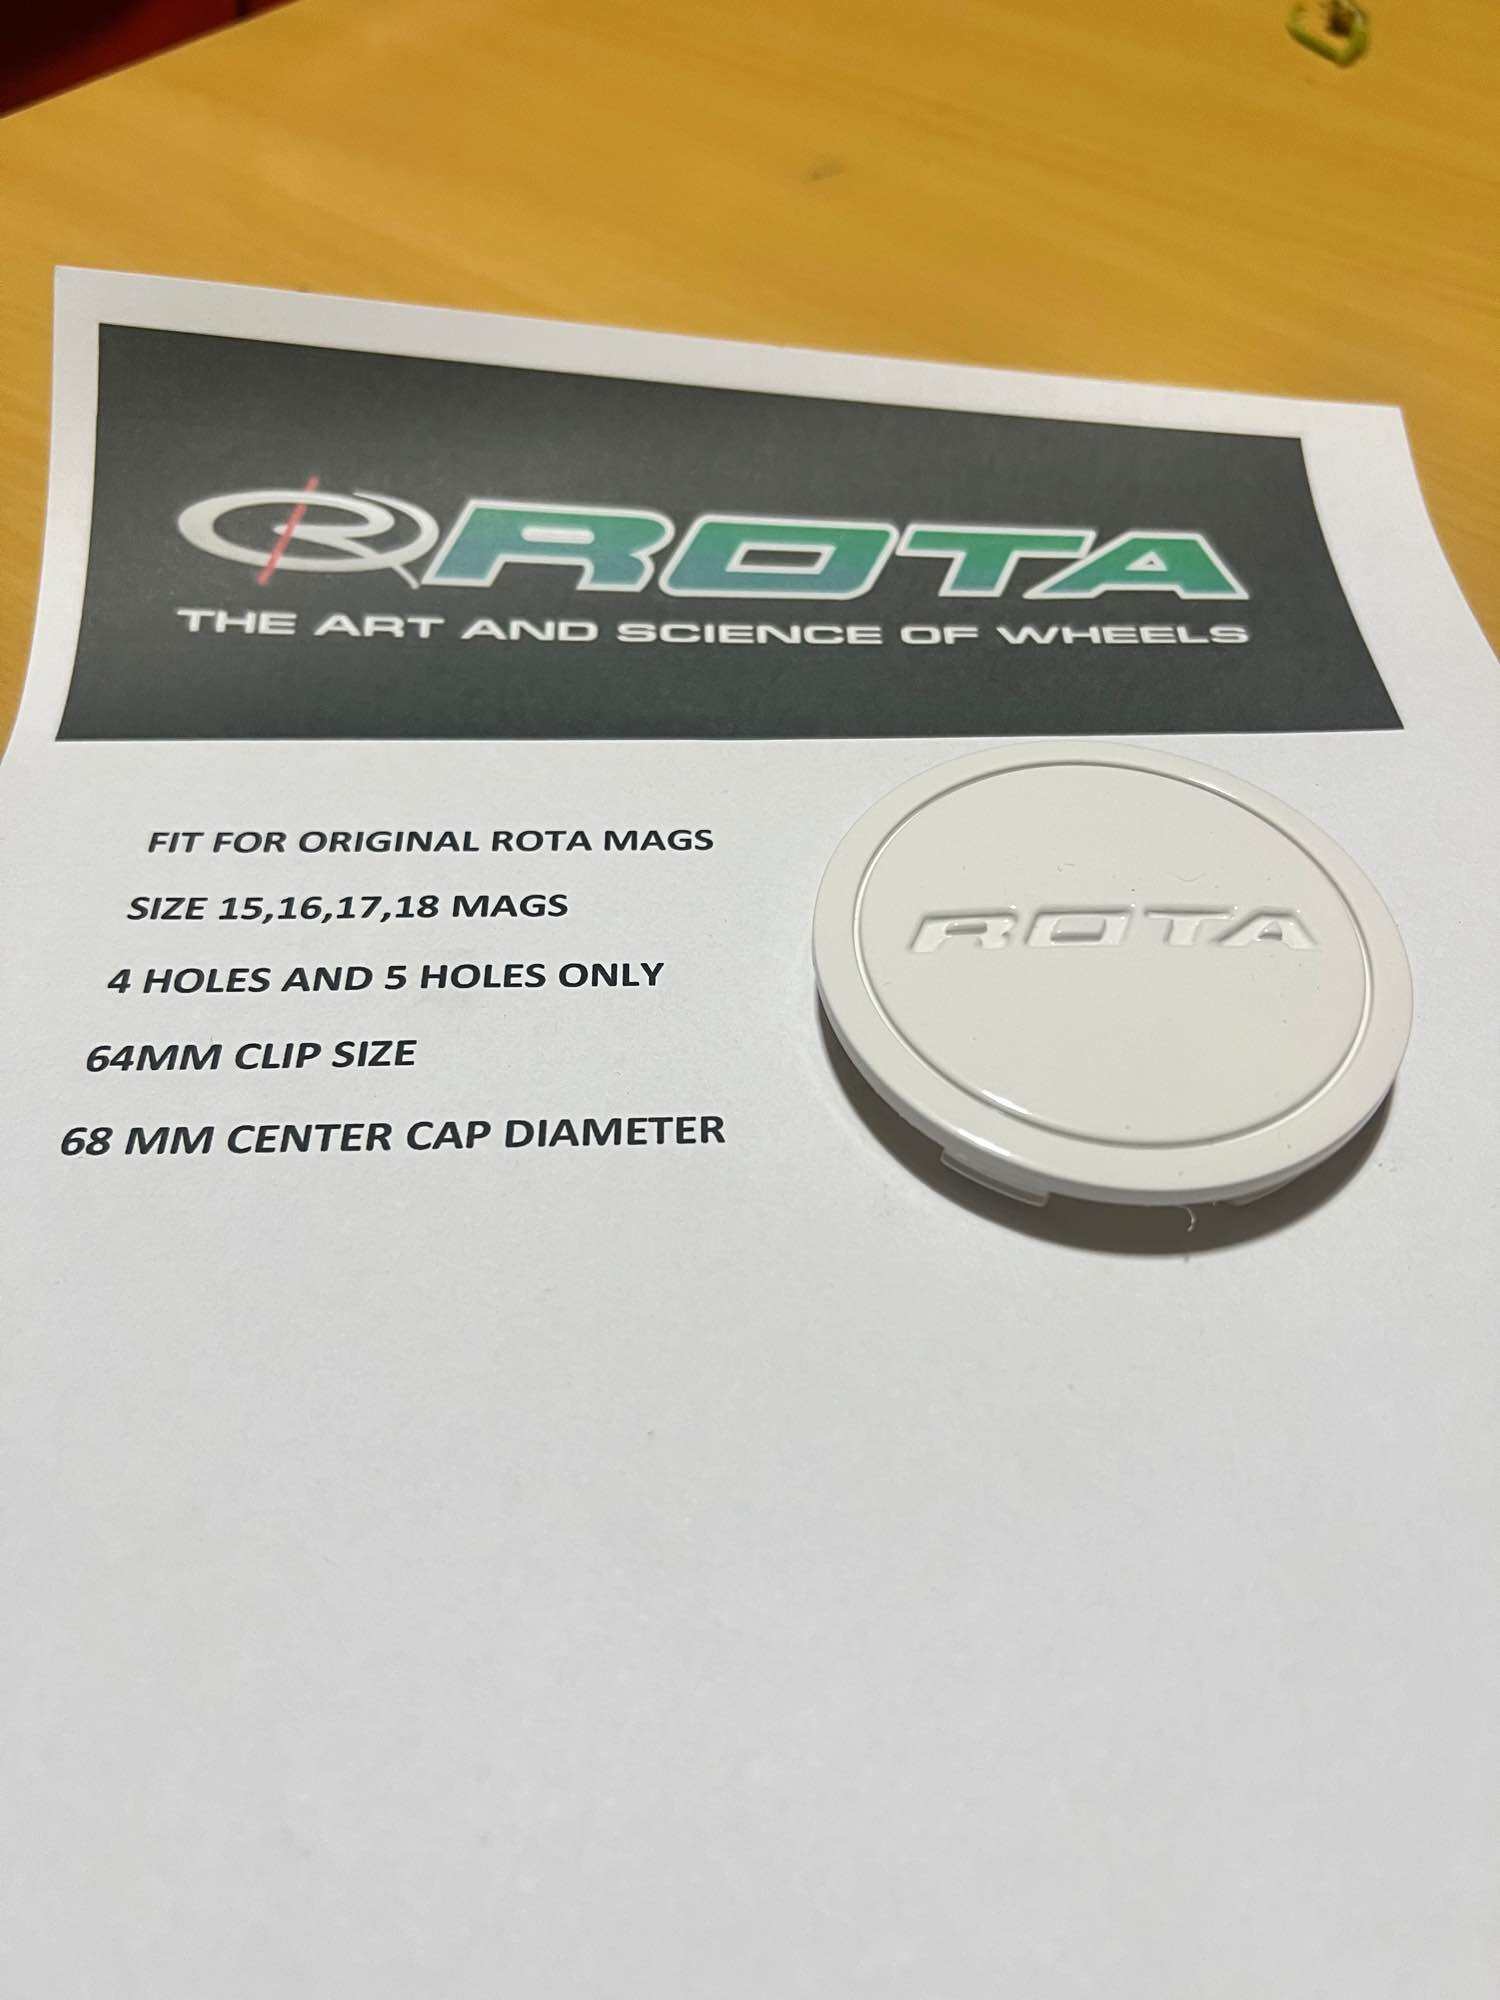 ROTA
THE ART AND SCIENCE OF WHEELS
FIT FOR ORIGINAL ROTA MAGS
SIZE 15,16,17,18 MAGS
4 HOLES AND 5 HOLES ONLY
64MM CLIP SIZE
68 MM CENTER CAP DIAMETER
ROTA